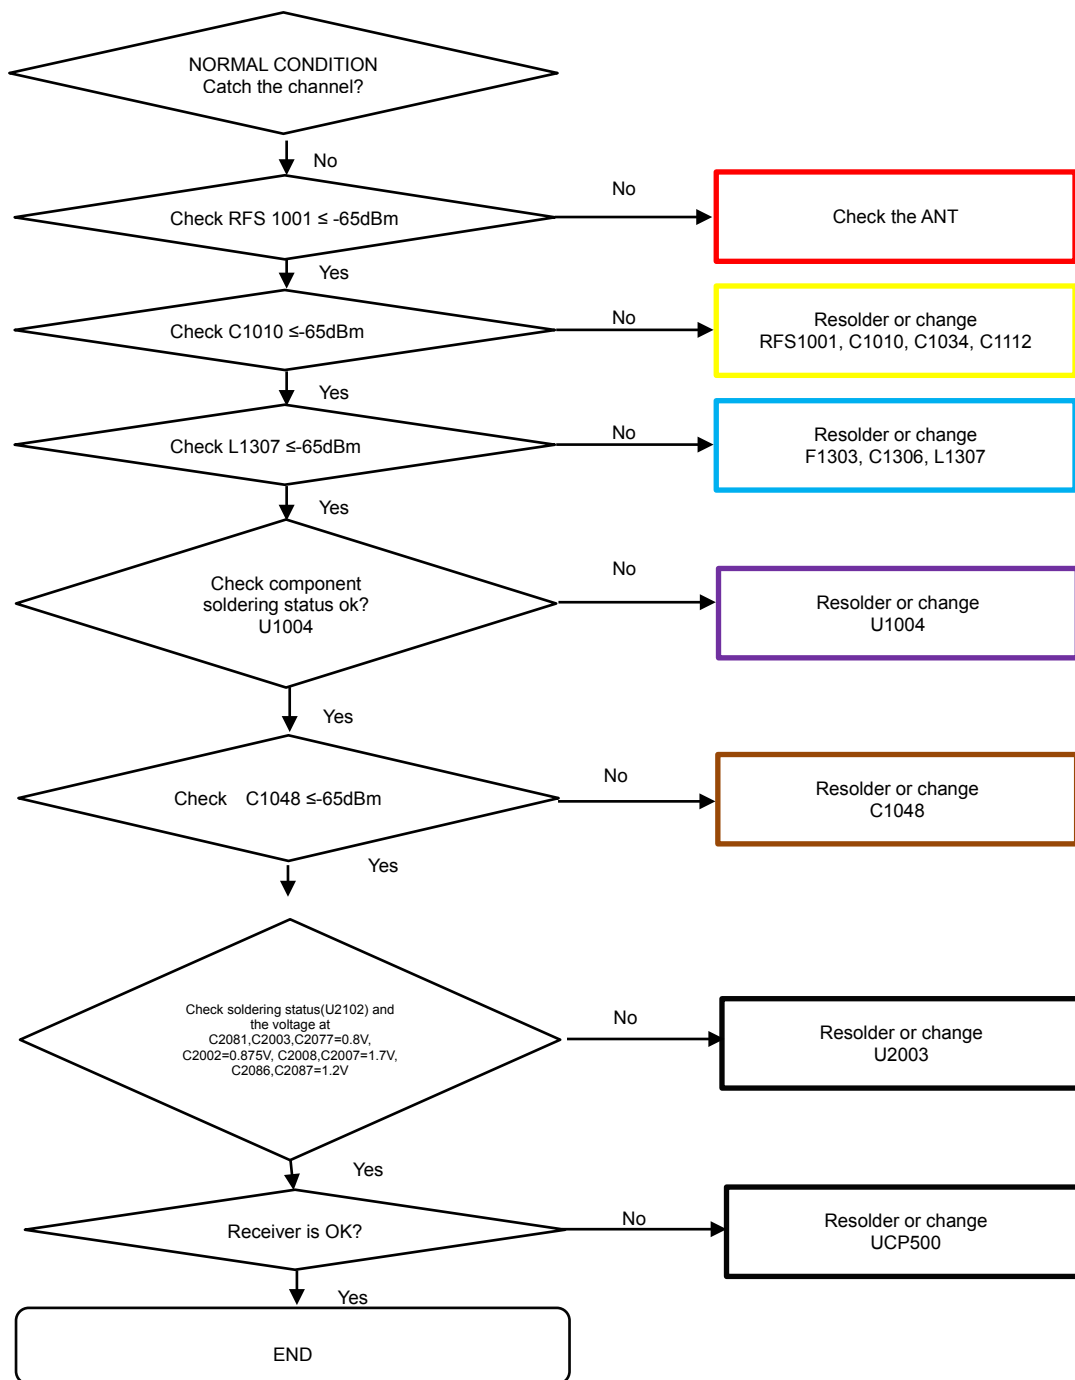 NORMAL CONDITION
Catch the channel?
No
Check RFS 1001 ≤ -65dBm
No
Check the ANT
Yes
Check C1010 ≤-65dBm
No
Resolder or change
RFS1001, C1010, C1034, C1112
Yes
Check L1307 ≤-65dBm
No
Resolder or change
F1303, C1306, L1307
Yes
Check component
soldering status ok?
U1004
No
Resolder or change
U1004
Yes
Check C1048 ≤-65dBm
No
Resolder or change
C1048
Yes
Check soldering status(U2102) and
the voltage at
C2081,C2003,C2077=0.8V,
C2002=0.875V, C2008,C2007=1.7V,
C2086,C2087=1.2V
No
Resolder or change
U2003
Yes
Receiver is OK?
No
Resolder or change
UCP500
Yes
END